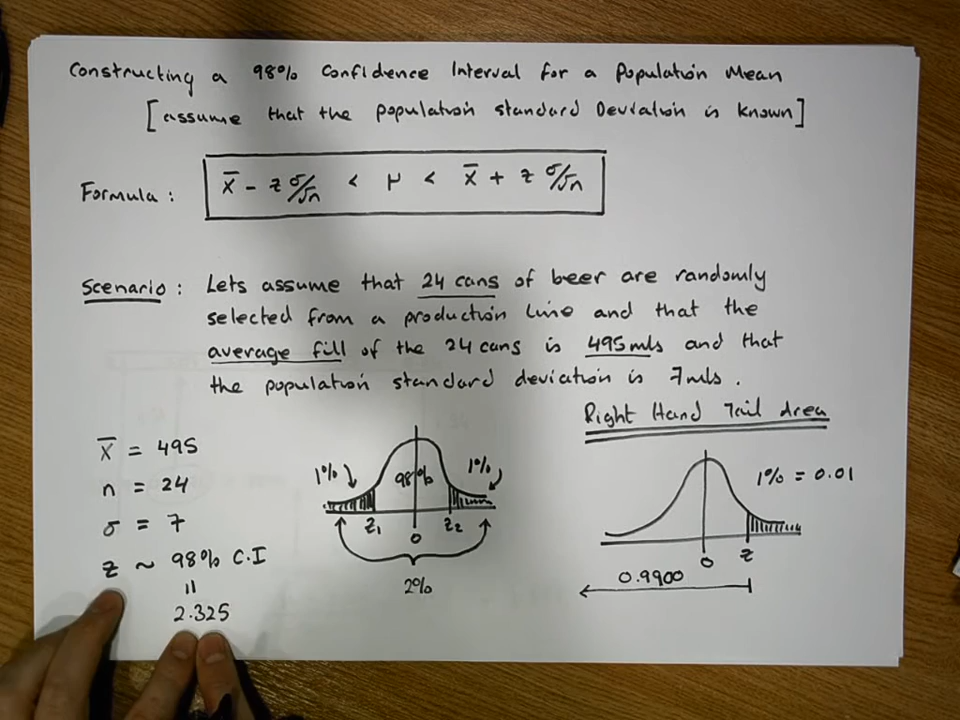 Constructing a 98% Confidence Interval for a Population Mean
[assume that the population standard Deviation is known]
Formula : x̄ - z σ/√n < μ < x̄ + z σ/√n
Scenario : Lets assume that 24 cans of beer are randomly
selected from a production line and that the
average fill of the 24 cans is 495mls and that
the population standard deviation is 7mls.
x̄ = 495
n = 24
σ = 7
z ~ 98% C.I
=
2.325
1% 98% 1%
z₁ 0 z₂
2%
Right Hand Tail Area
1% = 0.01
0 z
0.9900